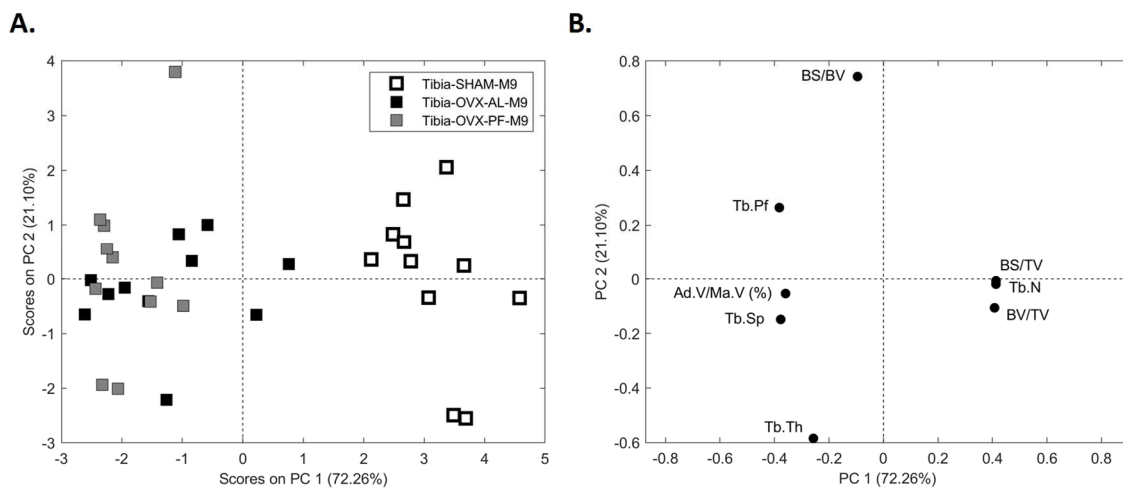 A.
Scores on PC 2 (21.10%)
4
3
2
1
0
-1
-2
-3
Tibia-SHAM-M9
Tibia-OVX-AL-M9
Tibia-OVX-PF-M9
-3 -2 -1 0 1 2 3 4 5
Scores on PC 1 (72.26%)
B.
PC 2 (21.10%)
0.8
0.6
0.4
0.2
0
-0.2
-0.4
-0.6
BS/BV
Tb.Pf
BS/TV
Tb.N
Ad.V/Ma.V (%)
BV/TV
Tb.Sp
Tb.Th
-0.8 -0.6 -0.4 -0.2 0 0.2 0.4 0.6 0.8
PC 1 (72.26%)